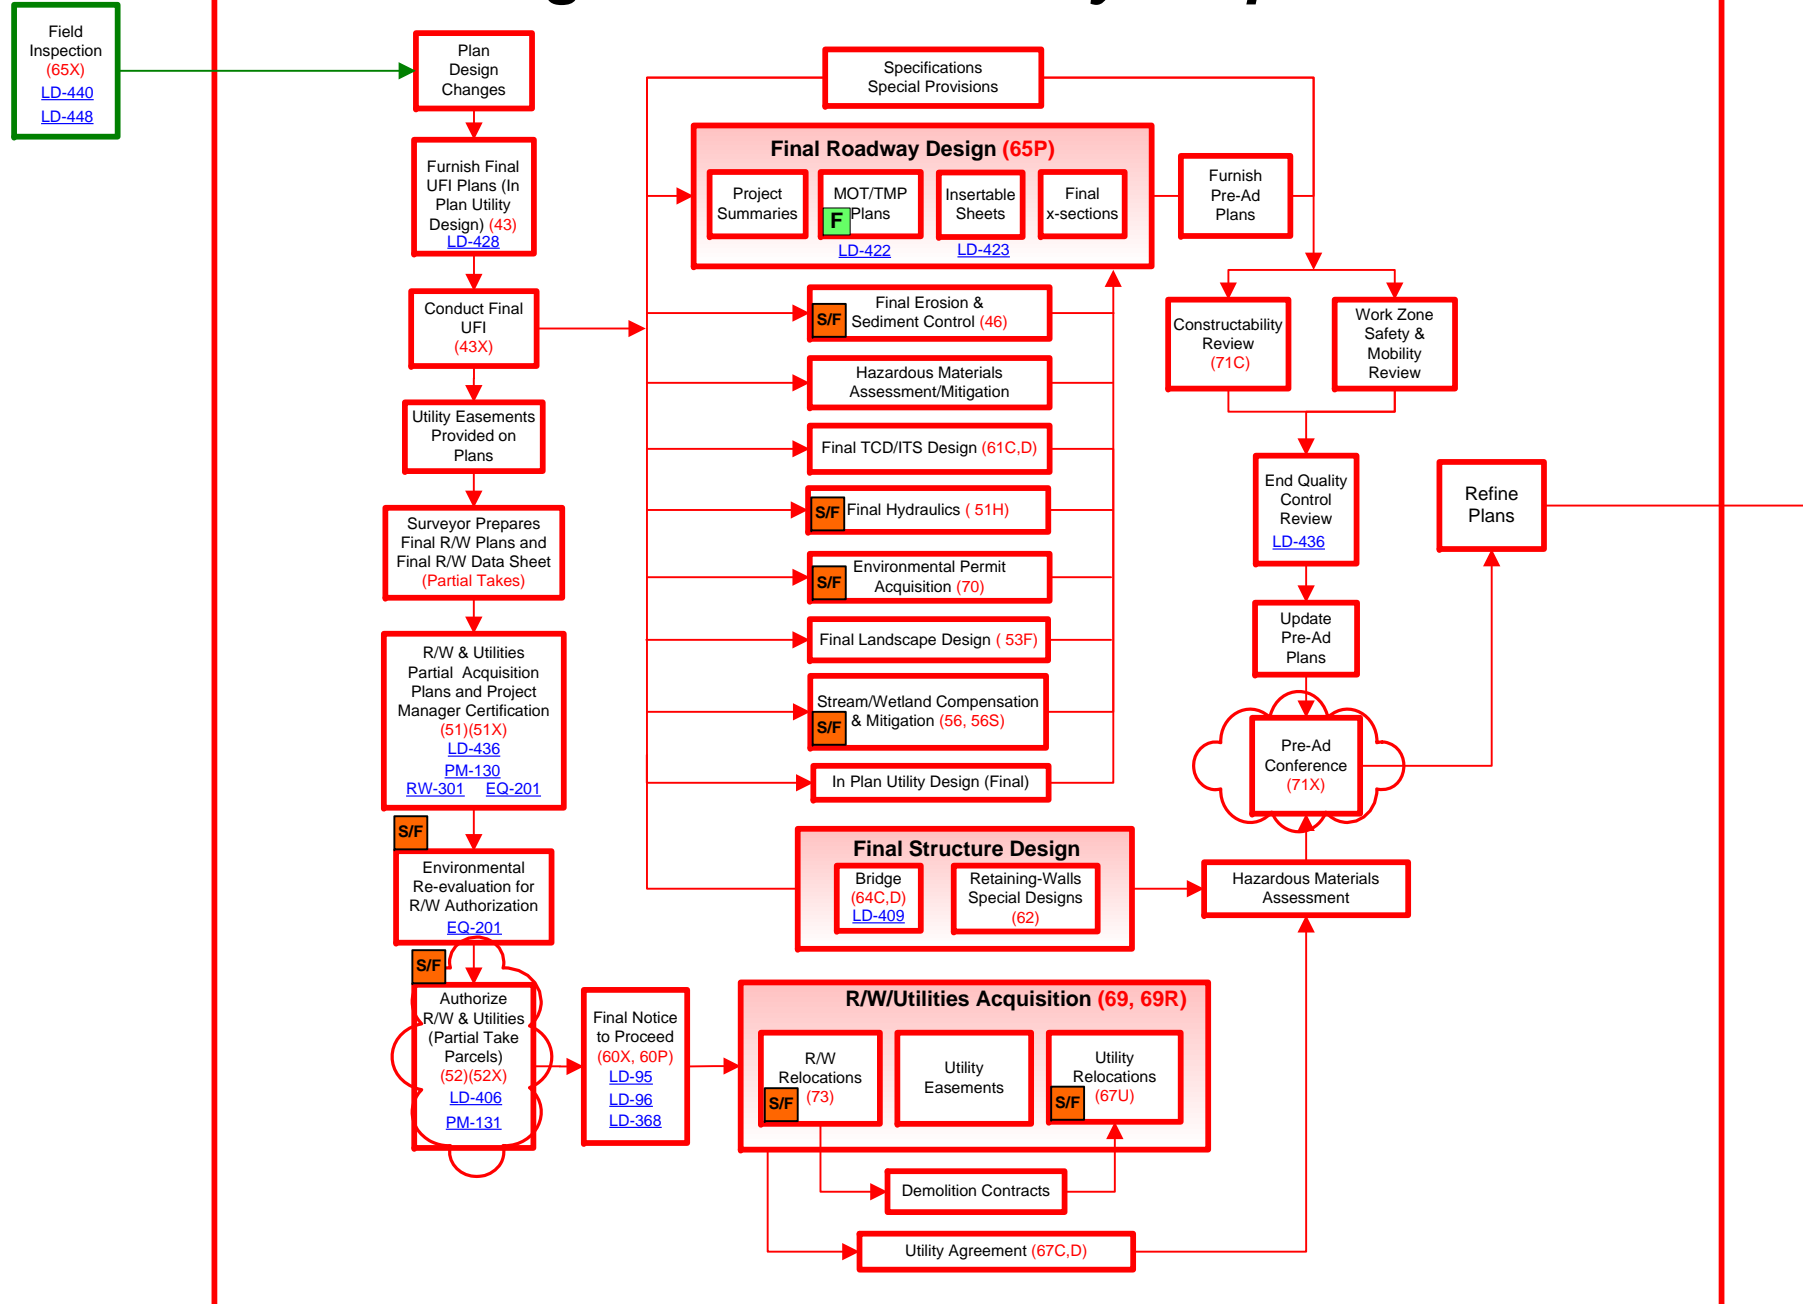 Field
Inspection
(65X)
LD-440
LD-448
Plan
Design
Changes
Furnish Final
UFI Plans (In
Plan Utility
Design) (43)
LD-428
Conduct Final
UFI
(43X)
Utility Easements
Provided on
Plans
Surveyor Prepares
Final R/W Plans and
Final R/W Data Sheet
(Partial Takes)
R/W & Utilities
Partial Acquisition
Plans and Project
Manager Certification
(51)(51X)
LD-436
PM-130
RW-301 EQ-201
S/F
Environmental
Re-evaluation for
R/W Authorization
EQ-201
S/F
Authorize
R/W & Utilities
(Partial Take
Parcels)
(52)(52X)
LD-406
PM-131
Final Notice
to Proceed
(60X, 60P)
LD-95
LD-96
LD-368
Specifications
Special Provisions
Final Roadway Design (65P)
Project
Summaries
MOT/TMP
Plans
F
LD-422
Insertable
Sheets
LD-423
Final
x-sections
Final Erosion &
Sediment Control (46)
S/F
Hazardous Materials
Assessment/Mitigation
Final TCD/ITS Design (61C,D)
S/F
Final Hydraulics ( 51H)
Environmental Permit
Acquisition (70)
S/F
Final Landscape Design ( 53F)
Stream/Wetland Compensation
& Mitigation (56, 56S)
S/F
In Plan Utility Design (Final)
Final Structure Design
Bridge
(64C,D)
LD-409
Retaining-Walls
Special Designs
(62)
R/W/Utilities Acquisition (69, 69R)
R/W
Relocations
(73)
S/F
Utility
Easements
Utility
Relocations
(67U)
S/F
Demolition Contracts
Utility Agreement (67C,D)
Furnish
Pre-Ad
Plans
Constructability
Review
(71C)
Work Zone
Safety &
Mobility
Review
End Quality
Control
Review
LD-436
Update
Pre-Ad
Plans
Pre-Ad
Conference
(71X)
Hazardous Materials
Assessment
Refine
Plans